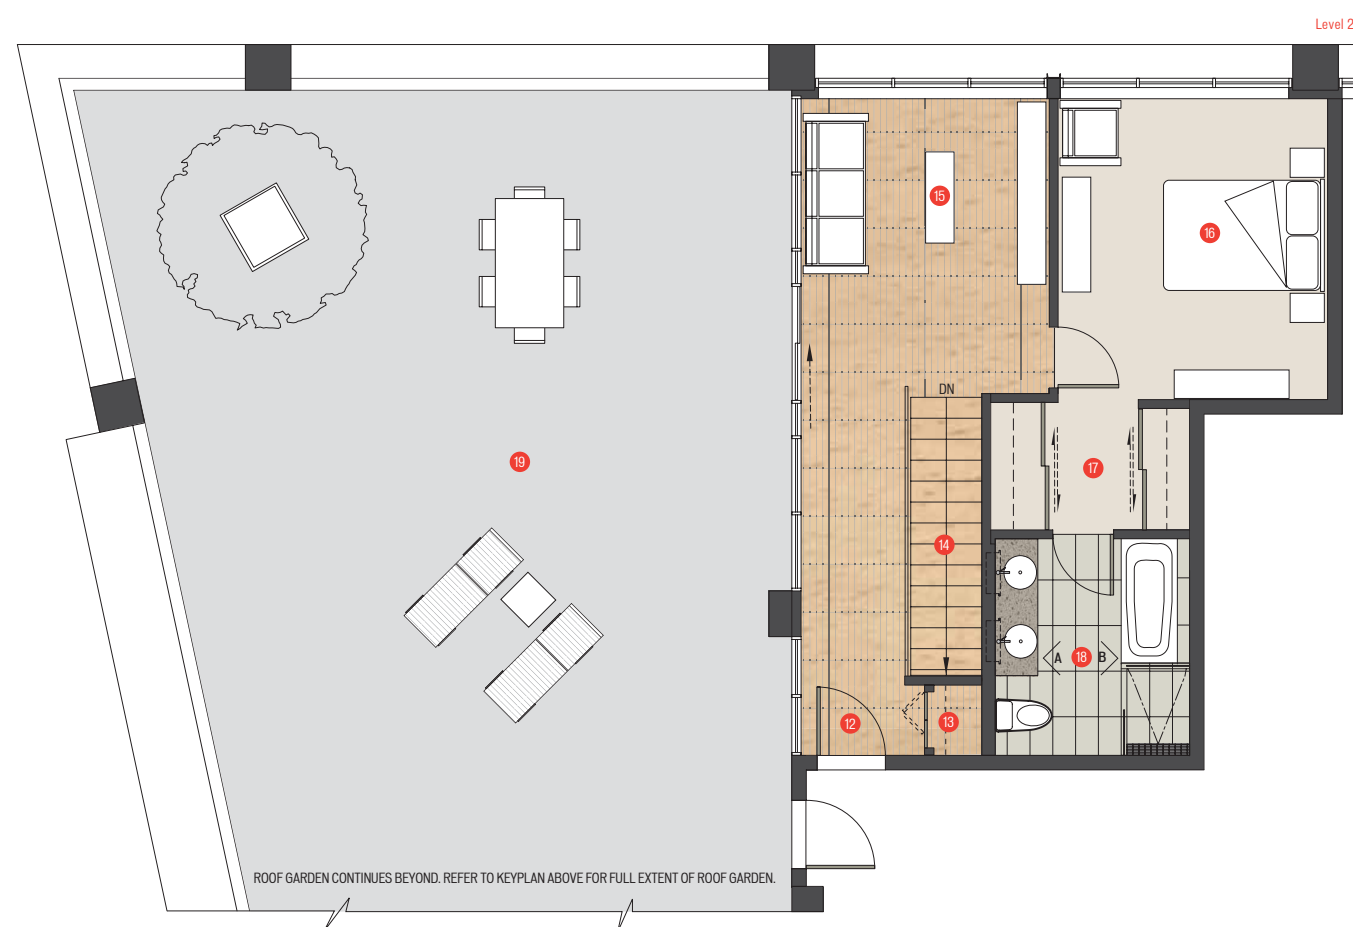 Level 2
15
16
DN
19
17
14
A 18 B
12
13
ROOF GARDEN CONTINUES BEYOND. REFER TO KEYPLAN ABOVE FOR FULL EXTENT OF ROOF GARDEN.